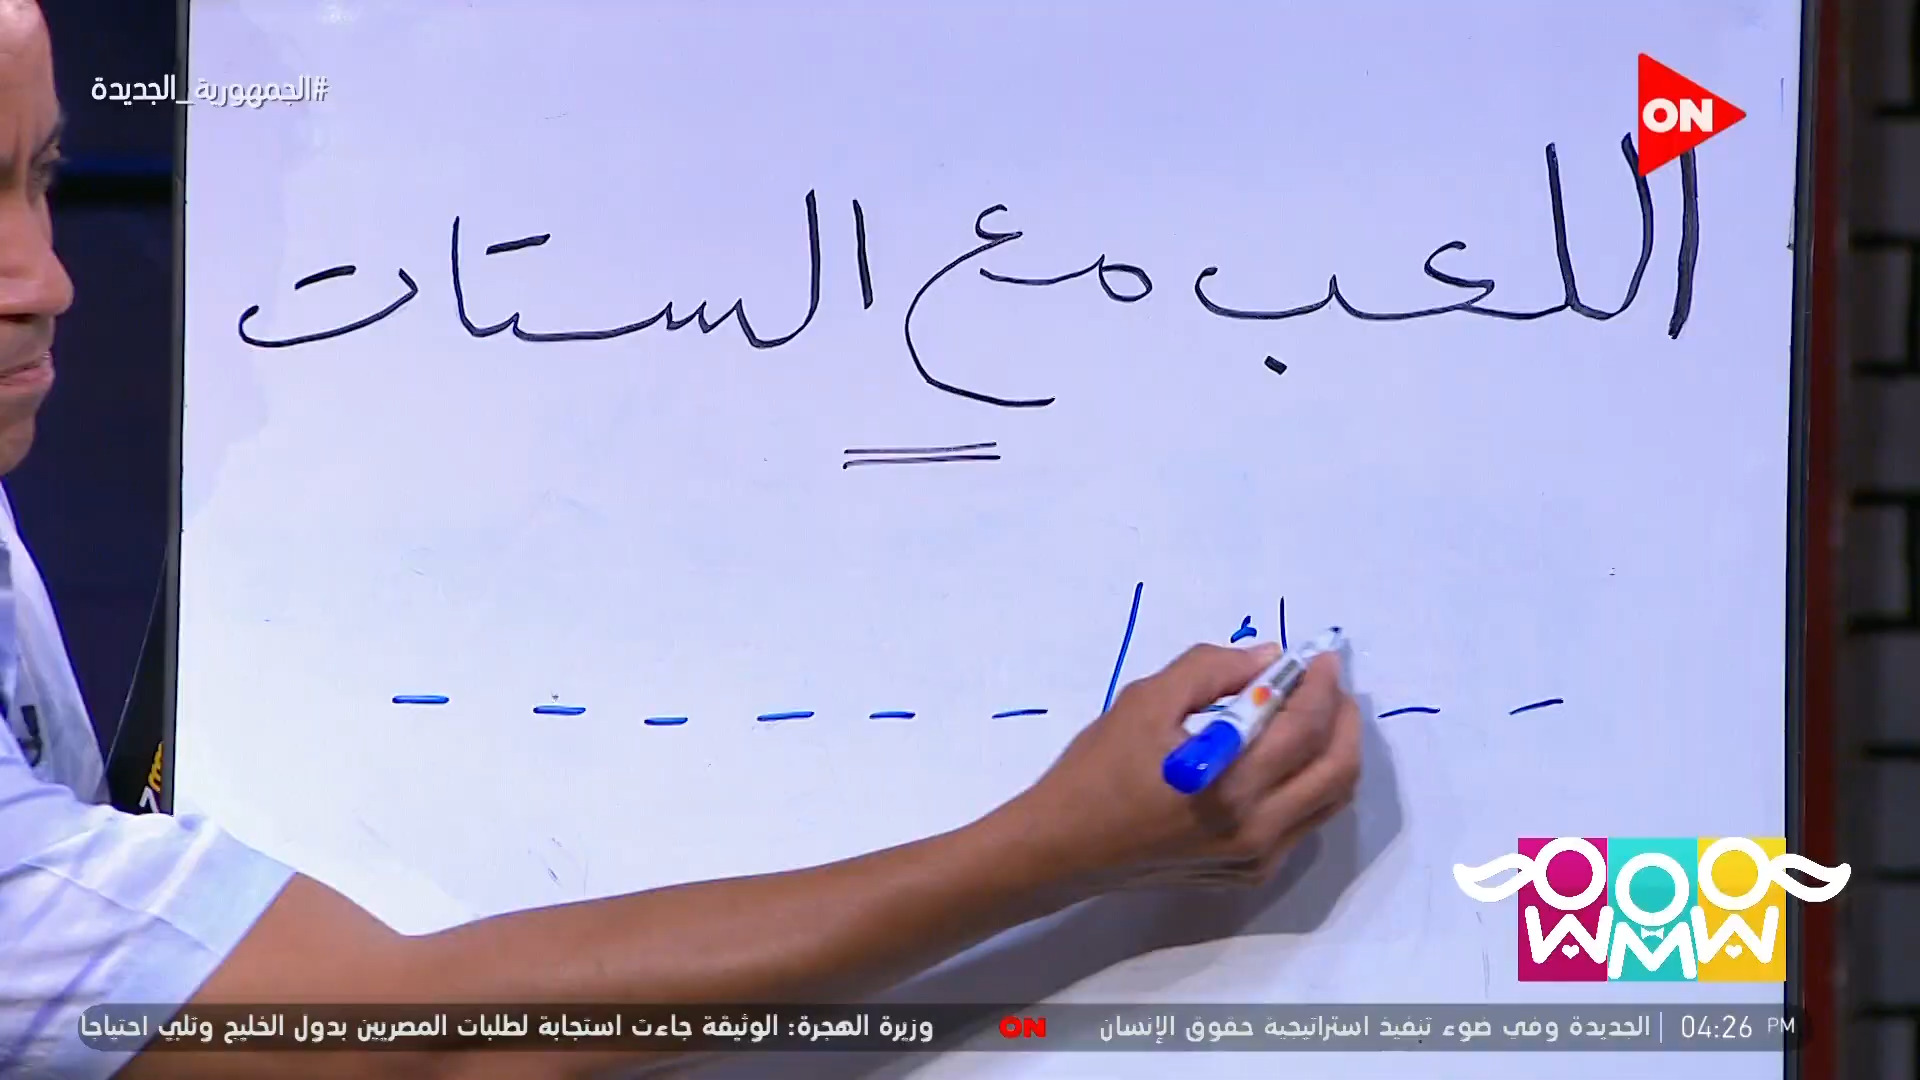 #الجمهورية_الجديدة
ON
اللعب مع الستات
_ _ ا ئـ / _ _ _ _ _ _
04:26 PM | الجديدة وفي ضوء تنفيذ استراتيجية حقوق الإنسان ON وزيرة الهجرة: الوثيقة جاءت استجابة لطلبات المصريين بدول الخليج وتلبي احتياجا